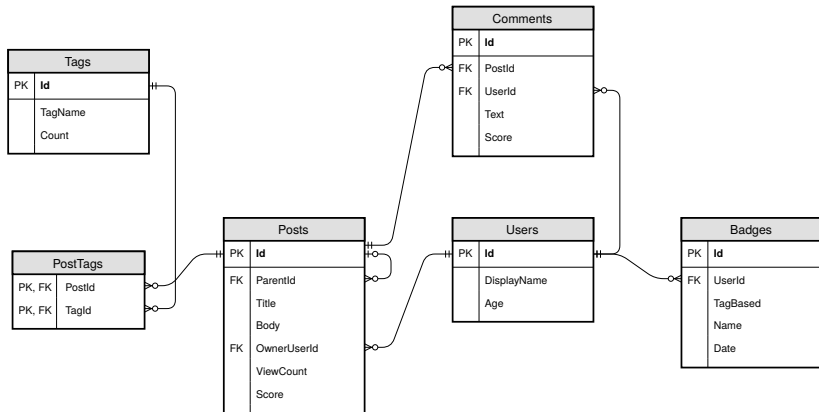 Comments
PK Id
FK PostId
FK UserId
Text
Score
Tags
PK Id
TagName
Count
PostTags
PK, FK PostId
PK, FK TagId
Posts
PK Id
FK ParentId
Title
Body
FK OwnerUserId
ViewCount
Score
Users
PK Id
DisplayName
Age
Badges
PK Id
FK UserId
TagBased
Name
Date